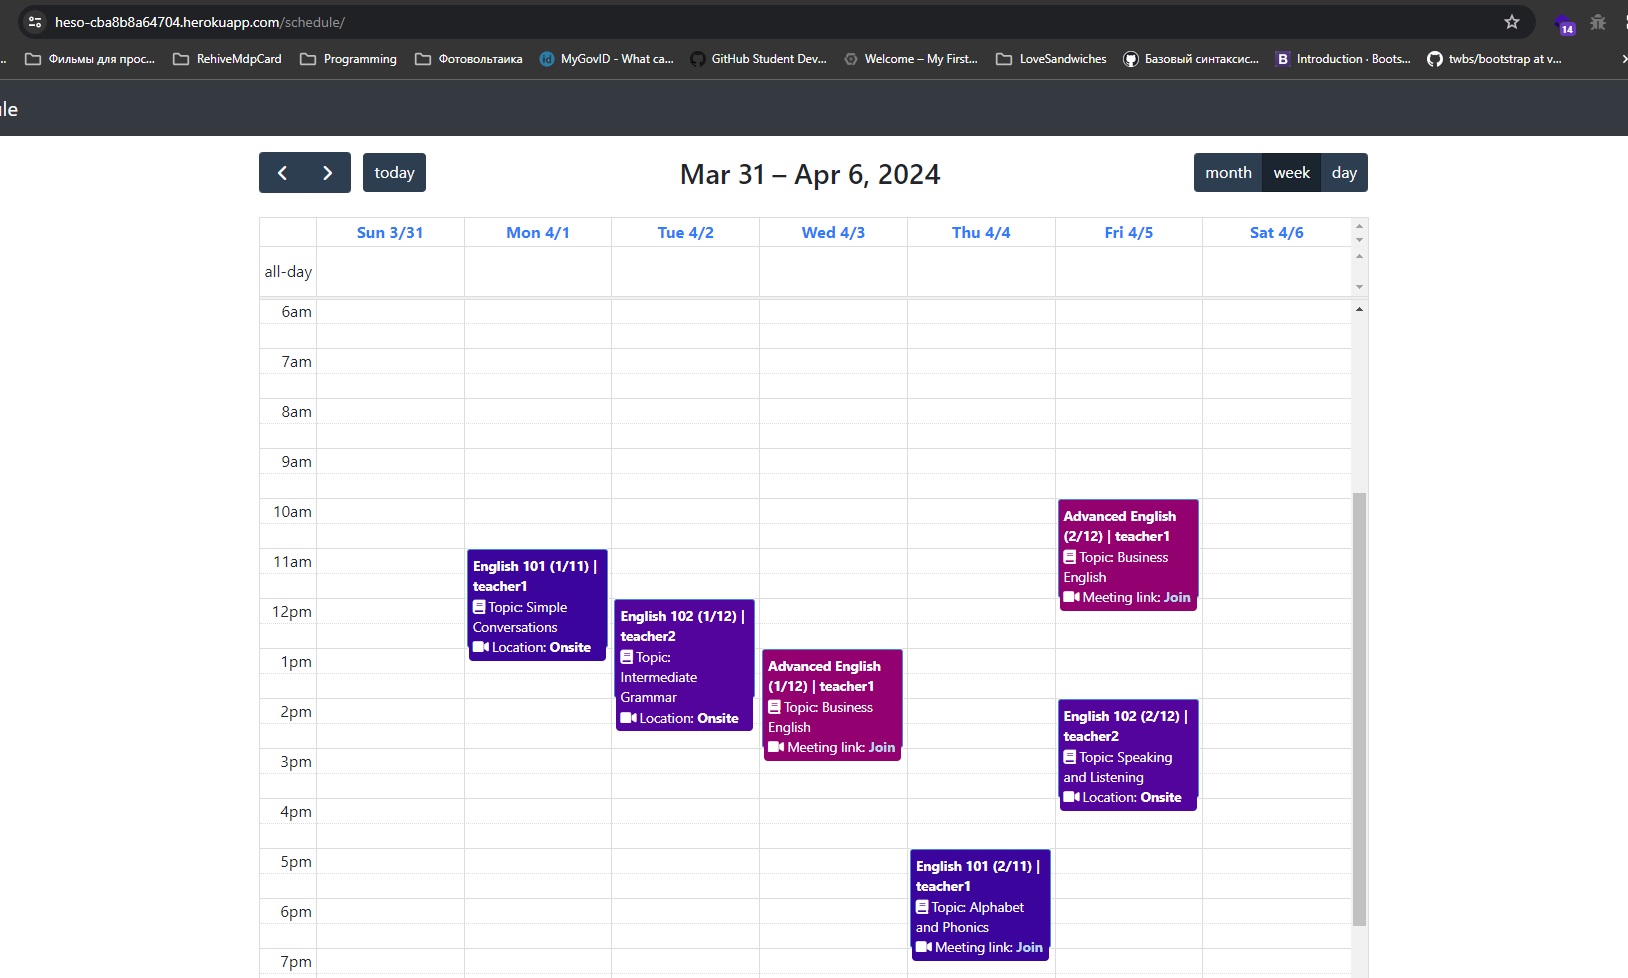 heso-cba8b8a64704.herokuapp.com/schedule/
14
Фильмы для прос... RehiveMdpCard Programming Фотовольтаика MyGovID - What ca... GitHub Student Dev... Welcome – My First... LoveSandwiches Базовый синтаксис... B Introduction · Boots... twbs/bootstrap at v...
le
today Mar 31 – Apr 6, 2024 month week day
Sun 3/31 Mon 4/1 Tue 4/2 Wed 4/3 Thu 4/4 Fri 4/5 Sat 4/6
all-day
6am
7am
8am
9am
10am
11am
12pm
1pm
2pm
3pm
4pm
5pm
6pm
7pm
English 101 (1/11) |
teacher1
Topic: Simple
Conversations
Location: Onsite
English 102 (1/12) |
teacher2
Topic:
Intermediate
Grammar
Location: Onsite
Advanced English
(1/12) | teacher1
Topic: Business
English
Meeting link: Join
English 101 (2/11) |
teacher1
Topic: Alphabet
and Phonics
Meeting link: Join
Advanced English
(2/12) | teacher1
Topic: Business
English
Meeting link: Join
English 102 (2/12) |
teacher2
Topic: Speaking
and Listening
Location: Onsite